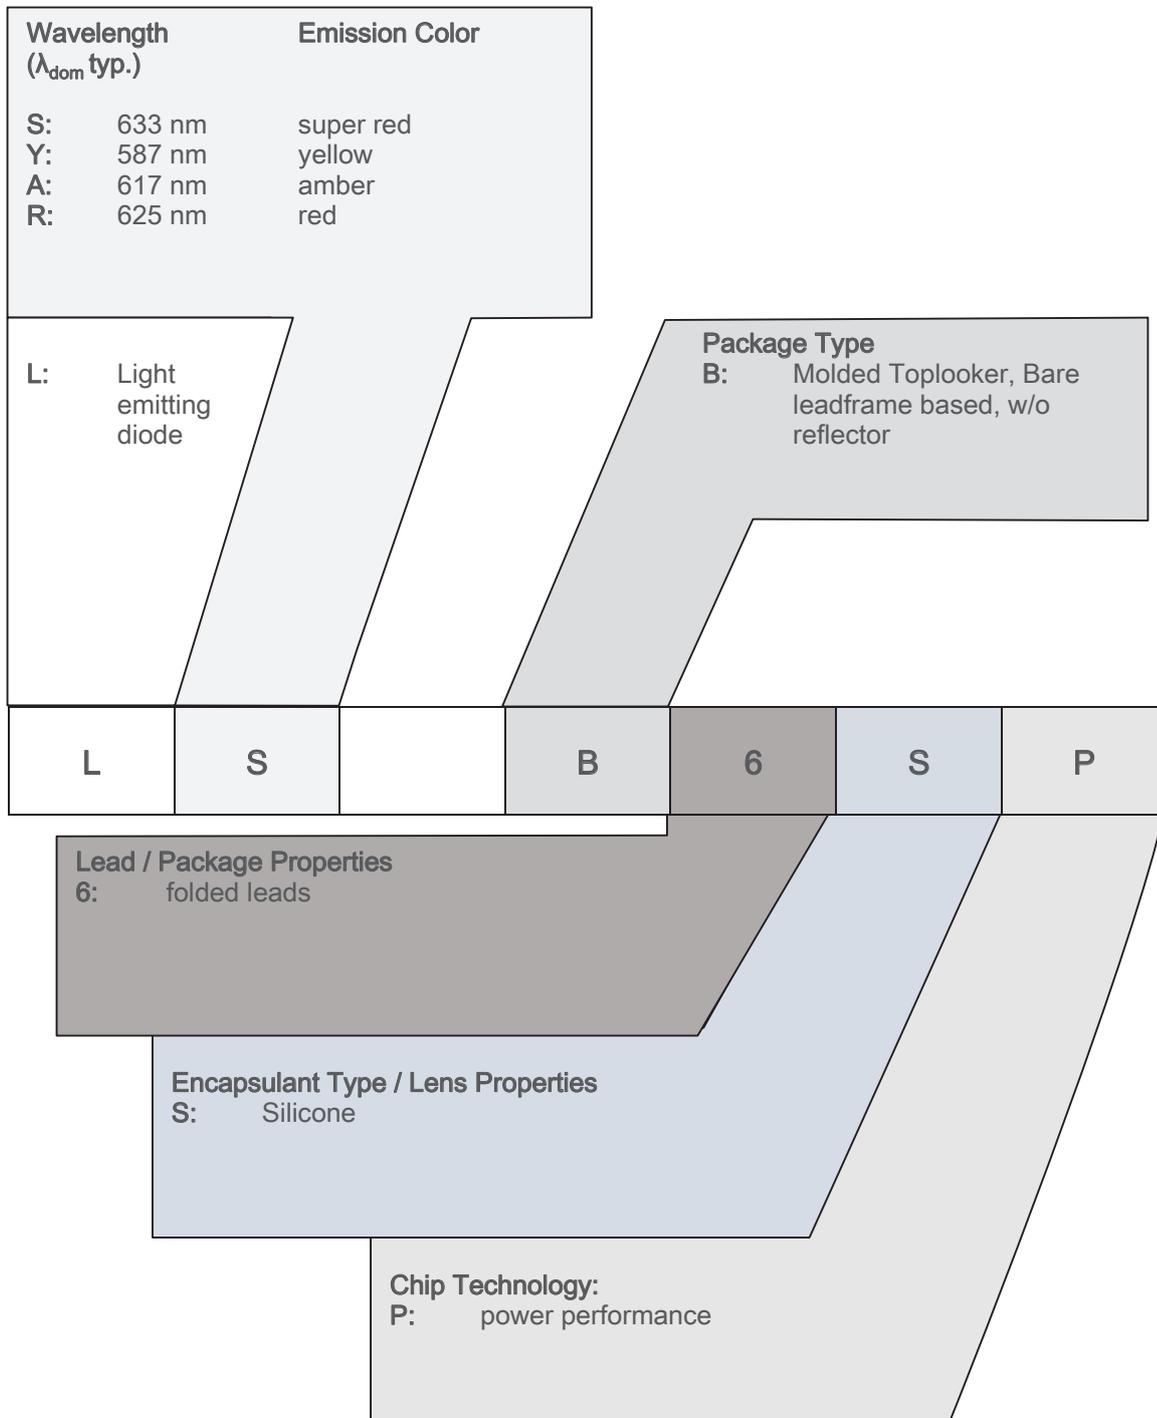 Wavelength Emission Color
(λdom typ.)
S: 633 nm super red
Y: 587 nm yellow
A: 617 nm amber
R: 625 nm red
L: Light
emitting
diode
Package Type
B: Molded Toplooker, Bare
leadframe based, w/o
reflector
L S B 6 S P
Lead / Package Properties
6: folded leads
Encapsulant Type / Lens Properties
S: Silicone
Chip Technology:
P: power performance